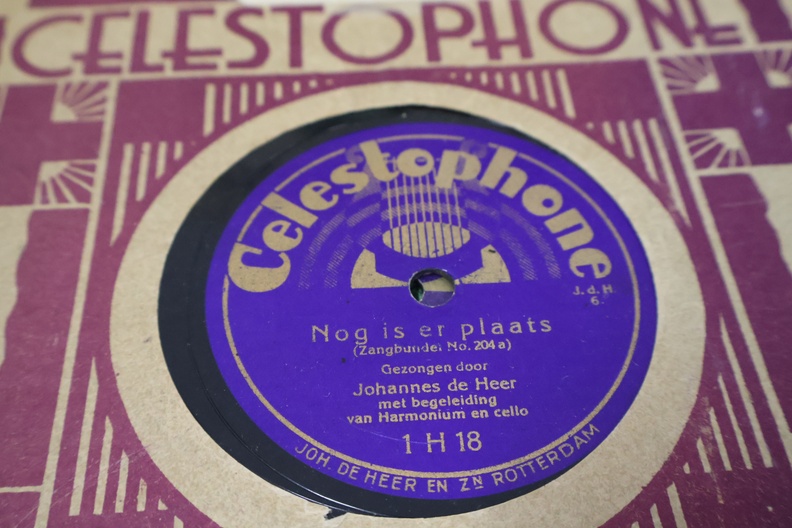 CELESTOPHONE
Celestophone
J. d. H
6.
Nog is er plaats
(Zangbundel No. 204 a)
Gezongen door
Johannes de Heer
met begeleiding
van Harmonium en cello
1 H 18
JOH. DE HEER EN ZN ROTTERDAM